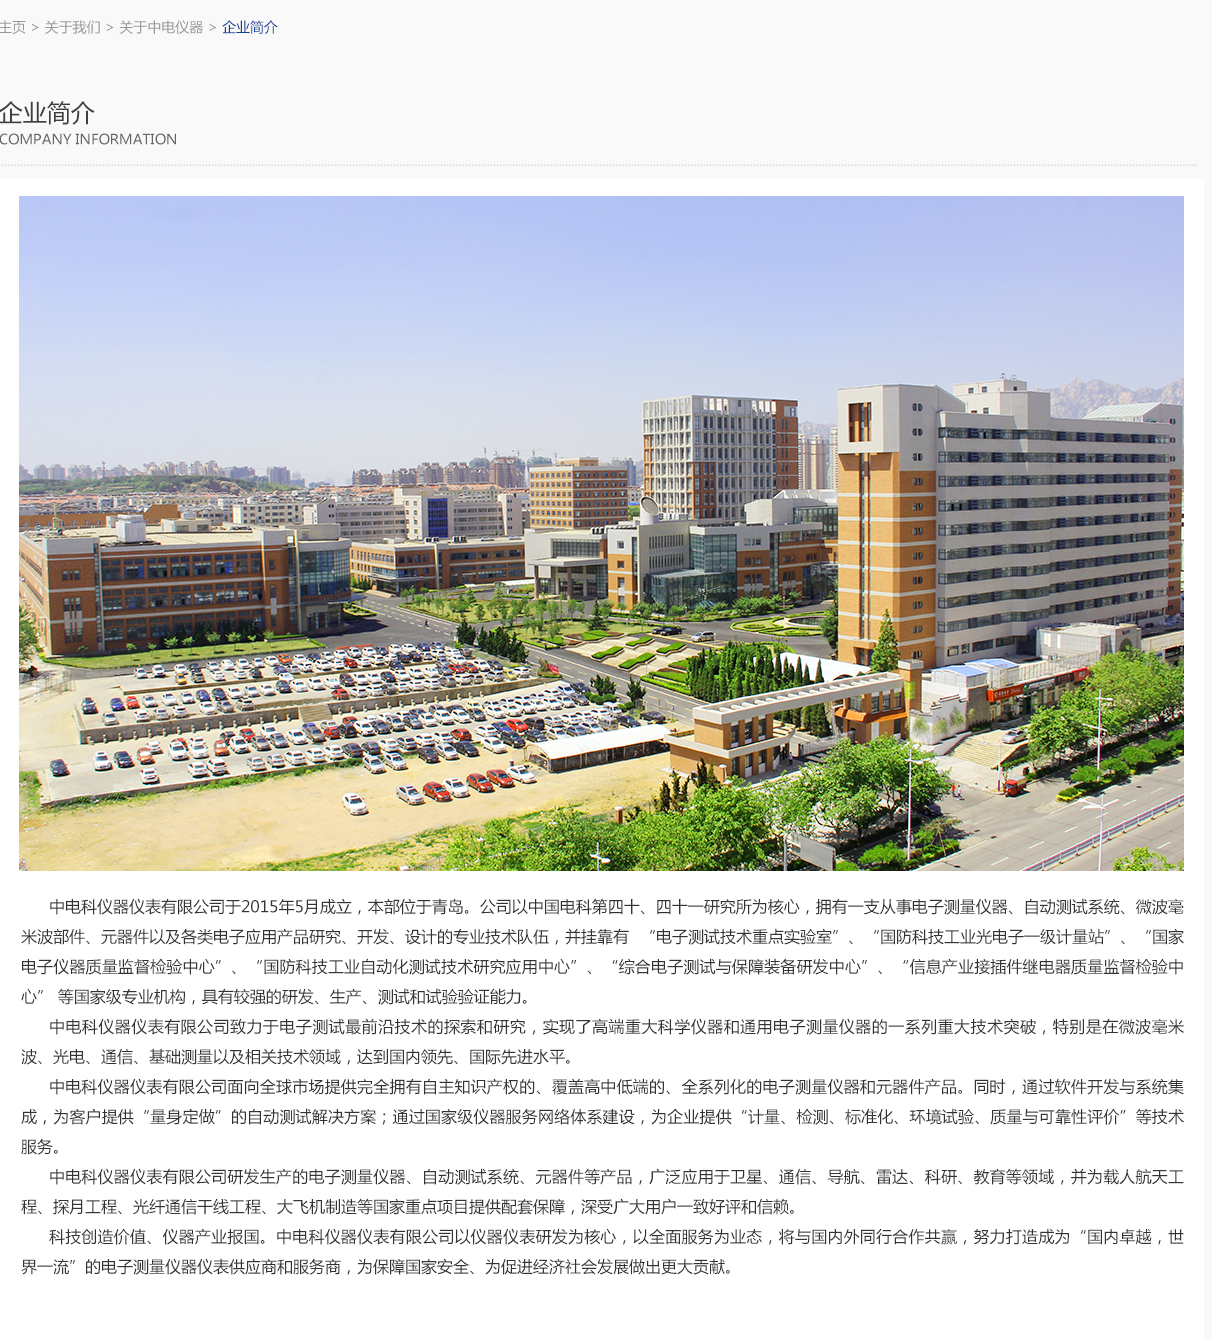 主页 > 关于我们 > 关于中电仪器 > 企业简介
企业简介
COMPANY INFORMATION
中电科仪器仪表有限公司于2015年5月成立，本部位于青岛。公司以中国电科第四十、四十一研究所为核心，拥有一支从事电子测量仪器、自动测试系统、微波毫
米波部件、元器件以及各类电子应用产品研究、开发、设计的专业技术队伍，并挂靠有 “电子测试技术重点实验室”、“国防科技工业光电子一级计量站”、“国家
电子仪器质量监督检验中心”、“国防科技工业自动化测试技术研究应用中心”、“综合电子测试与保障装备研发中心”、“信息产业接插件继电器质量监督检验中
心” 等国家级专业机构，具有较强的研发、生产、测试和试验验证能力。
中电科仪器仪表有限公司致力于电子测试最前沿技术的探索和研究，实现了高端重大科学仪器和通用电子测量仪器的一系列重大技术突破，特别是在微波毫米
波、光电、通信、基础测量以及相关技术领域，达到国内领先、国际先进水平。
中电科仪器仪表有限公司面向全球市场提供完全拥有自主知识产权的、覆盖高中低端的、全系列化的电子测量仪器和元器件产品。同时，通过软件开发与系统集
成，为客户提供“量身定做”的自动测试解决方案；通过国家级仪器服务网络体系建设，为企业提供“计量、检测、标准化、环境试验、质量与可靠性评价”等技术
服务。
中电科仪器仪表有限公司研发生产的电子测量仪器、自动测试系统、元器件等产品，广泛应用于卫星、通信、导航、雷达、科研、教育等领域，并为载人航天工
程、探月工程、光纤通信干线工程、大飞机制造等国家重点项目提供配套保障，深受广大用户一致好评和信赖。
科技创造价值、仪器产业报国。中电科仪器仪表有限公司以仪器仪表研发为核心，以全面服务为业态，将与国内外同行合作共赢，努力打造成为“国内卓越，世
界一流”的电子测量仪器仪表供应商和服务商，为保障国家安全、为促进经济社会发展做出更大贡献。